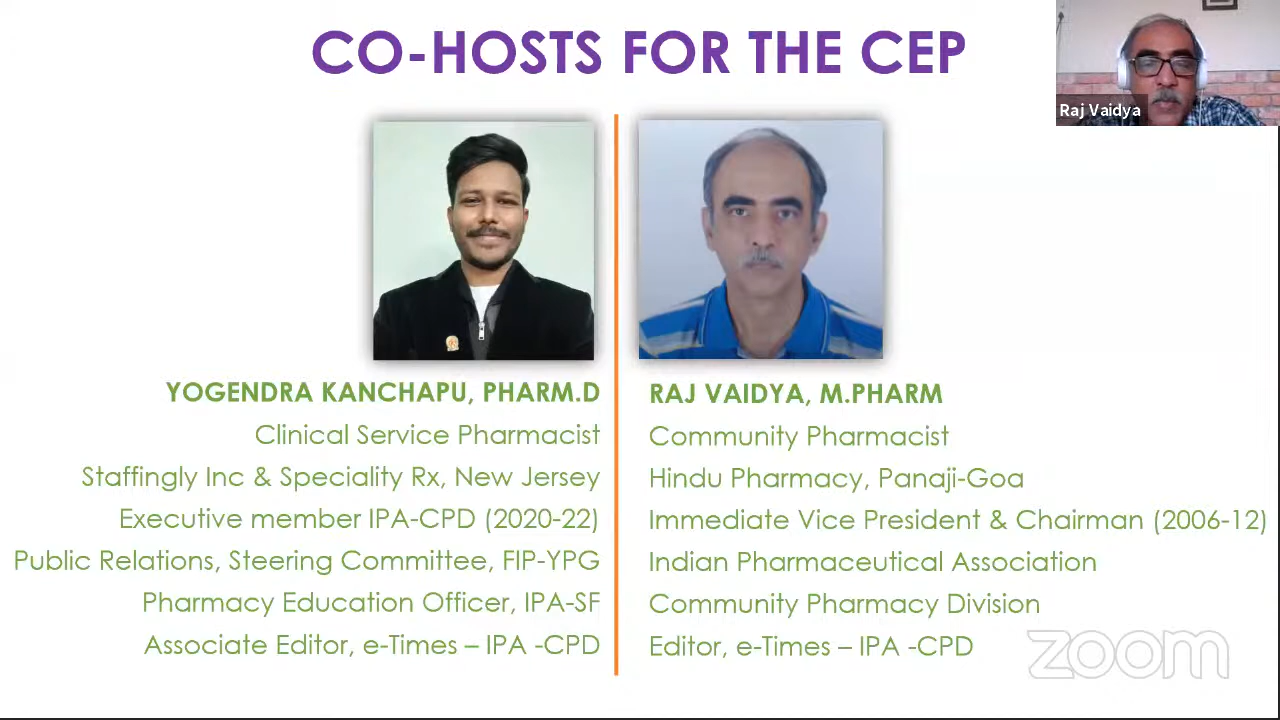 CO-HOSTS FOR THE CEP
Raj Vaidya
YOGENDRA KANCHAPU, PHARM.D
Clinical Service Pharmacist
Staffingly Inc & Speciality Rx, New Jersey
Executive member IPA-CPD (2020-22)
Public Relations, Steering Committee, FIP-YPG
Pharmacy Education Officer, IPA-SF
Associate Editor, e-Times – IPA -CPD
RAJ VAIDYA, M.PHARM
Community Pharmacist
Hindu Pharmacy, Panaji-Goa
Immediate Vice President & Chairman (2006-12)
Indian Pharmaceutical Association
Community Pharmacy Division
Editor, e-Times – IPA -CPD
zoom